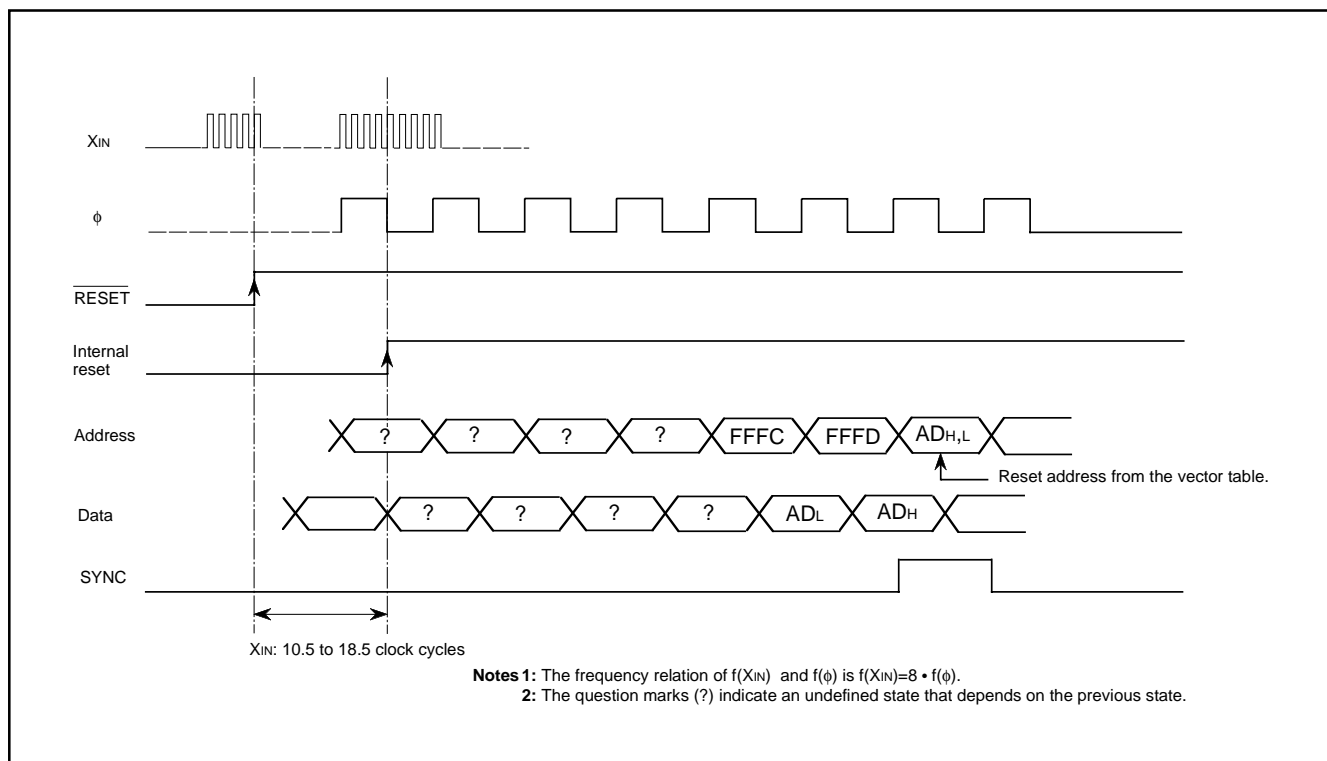 XIN
ϕ
RESET
Internal
reset
Address
? ? ? ? FFFC FFFD ADH,L
Reset address from the vector table.
Data
? ? ? ? ADL ADH
SYNC
XIN: 10.5 to 18.5 clock cycles
Notes 1: The frequency relation of f(XIN) and f(ϕ) is f(XIN)=8 • f(ϕ).
2: The question marks (?) indicate an undefined state that depends on the previous state.